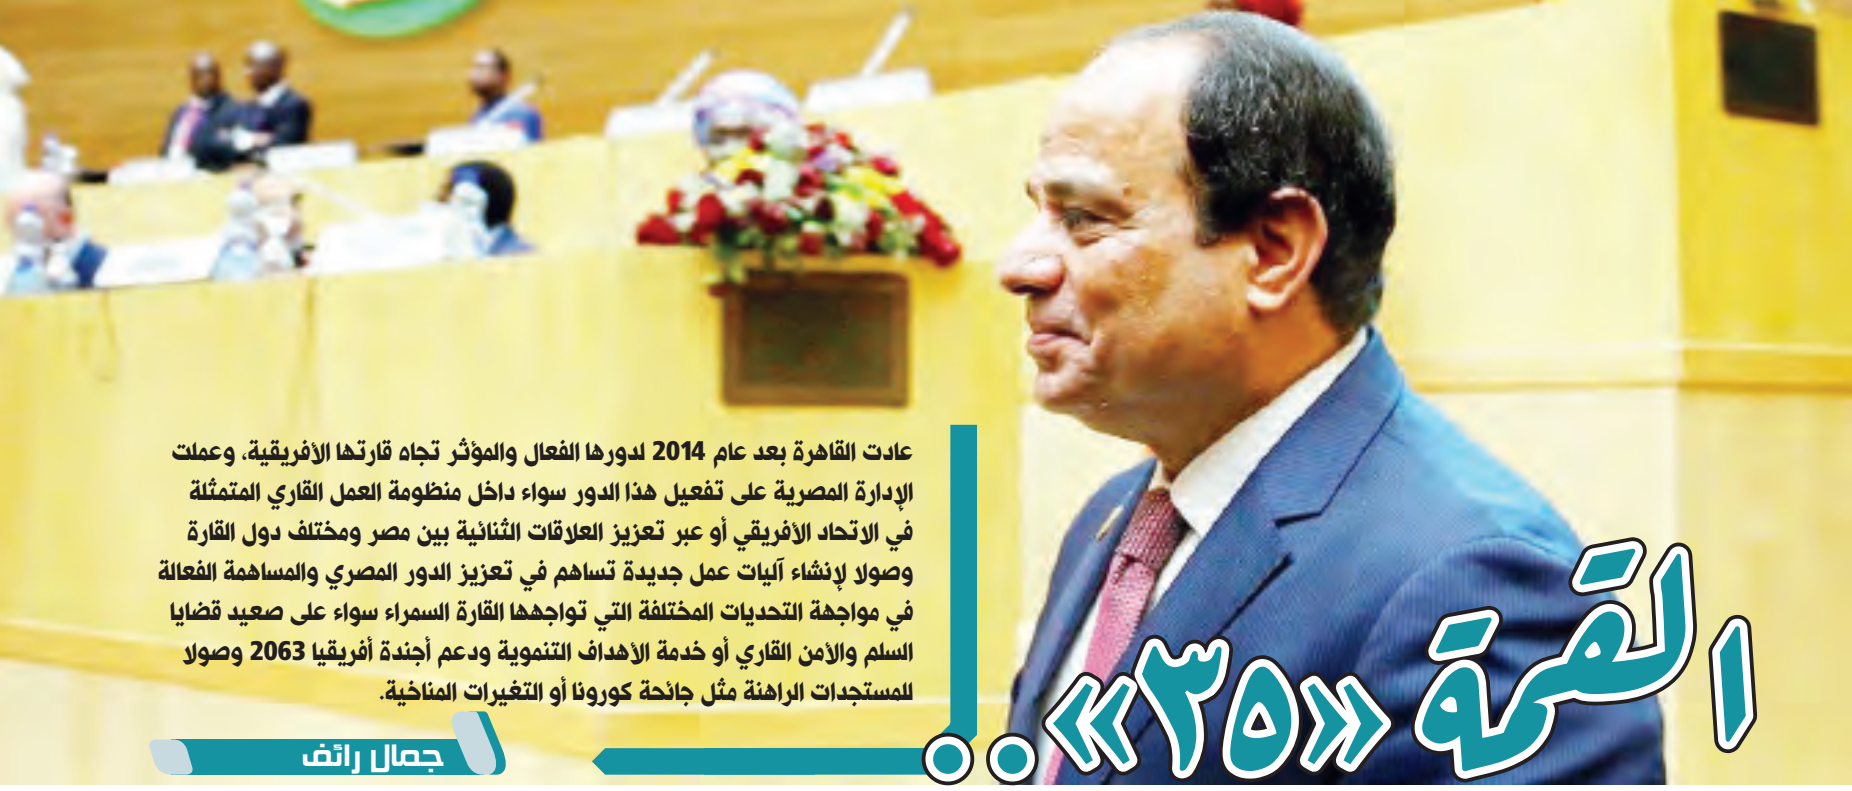 القمة «٣٥»..
عادت القاهرة بعد عام 2014 لدورها الفعال والمؤثر تجاه قارتها الأفريقية، وعملت
الإدارة المصرية على تفعيل هذا الدور سواء داخل منظومة العمل القاري المتمثلة
في الاتحاد الأفريقي أو عبر تعزيز العلاقات الثنائية بين مصر ومختلف دول القارة
وصولا لإنشاء آليات عمل جديدة تساهم في تعزيز الدور المصري والمساهمة الفعالة
في مواجهة التحديات المختلفة التي تواجهها القارة السمراء سواء على صعيد قضايا
السلم والأمن القاري أو خدمة الأهداف التنموية ودعم أجندة أفريقيا 2063 وصولا
للمستجدات الراهنة مثل جائحة كورونا أو التغيرات المناخية.
جمال رائف